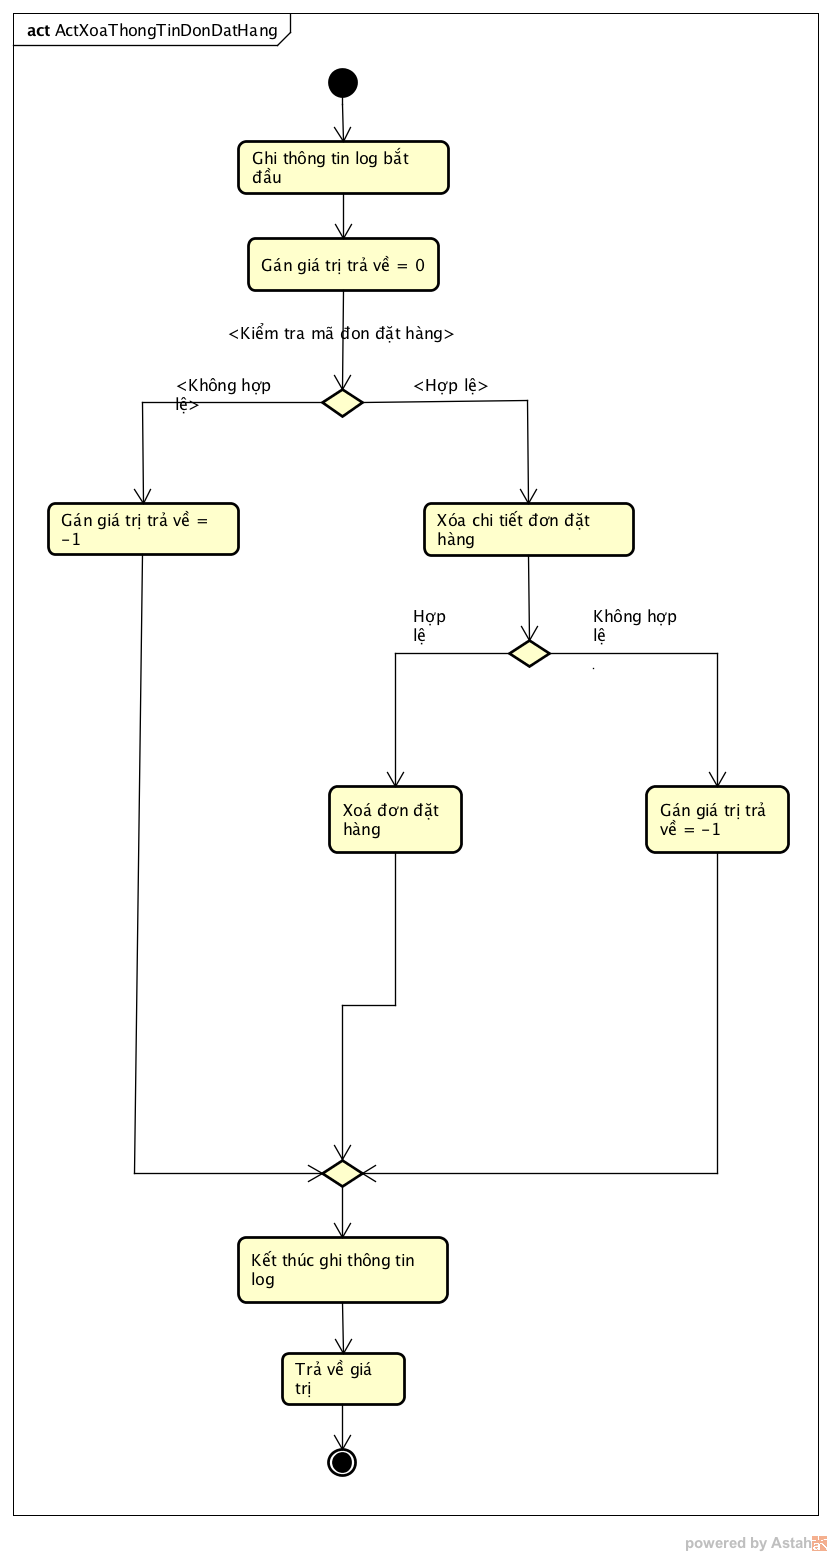 act ActXoaThongTinDonDatHang
Ghi thông tin log bắt
đầu
Gán giá trị trả về = 0
<Kiểm tra mã đon đặt hàng>
<Không hợp
lệ>
<Hợp lệ>
Gán giá trị trả về =
-1
Xóa chi tiết đơn đặt
hàng
Hợp
lệ
Không hợp
lệ
.
Xoá đơn đặt
hàng
Gán giá trị trả
về = -1
Kết thúc ghi thông tin
log
Trả về giá
trị
powered by Astah